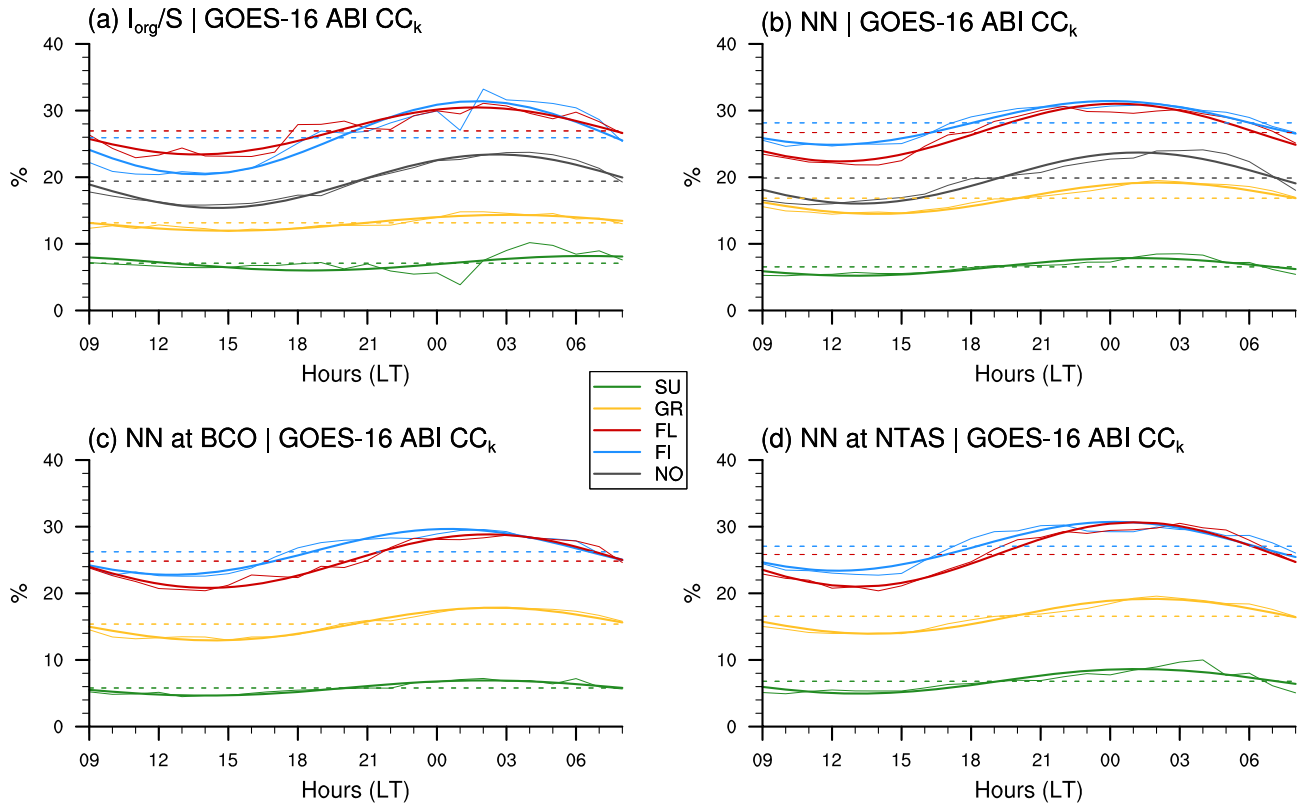 (a) Iorg/S | GOES-16 ABI CCk
40
30
20
10
0
%
09 12 15 18 21 00 03 06
Hours (LT)
(b) NN | GOES-16 ABI CCk
40
30
20
10
0
%
09 12 15 18 21 00 03 06
Hours (LT)
SU
GR
FL
FI
NO
(c) NN at BCO | GOES-16 ABI CCk
40
30
20
10
0
%
09 12 15 18 21 00 03 06
Hours (LT)
(d) NN at NTAS | GOES-16 ABI CCk
40
30
20
10
0
%
09 12 15 18 21 00 03 06
Hours (LT)